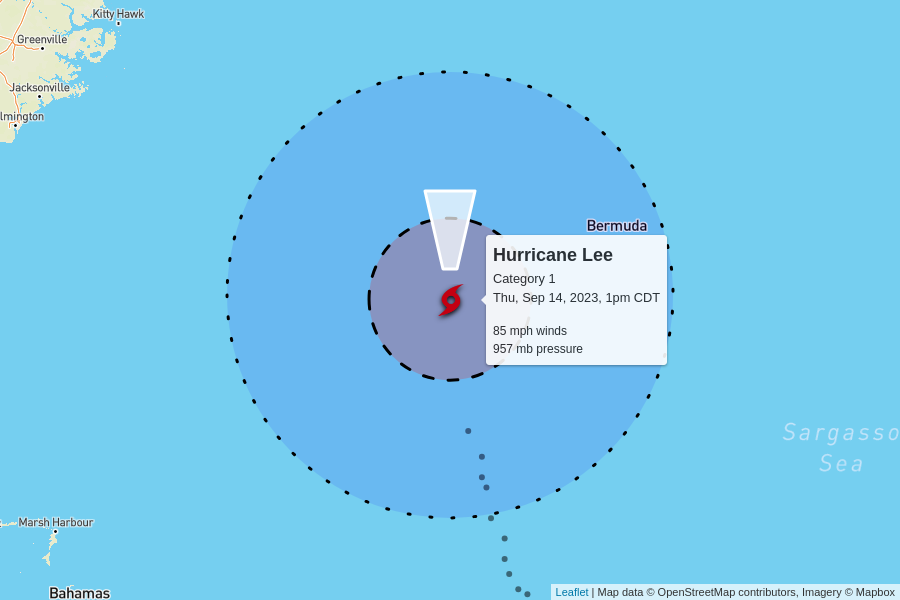 Kitty Hawk
Greenville
Jacksonville
lmington
Bermuda
Hurricane Lee
Category 1
Thu, Sep 14, 2023, 1pm CDT
85 mph winds
957 mb pressure
Sargasso
Sea
Marsh Harbour
Bahamas
Leaflet | Map data © OpenStreetMap contributors, Imagery © Mapbox